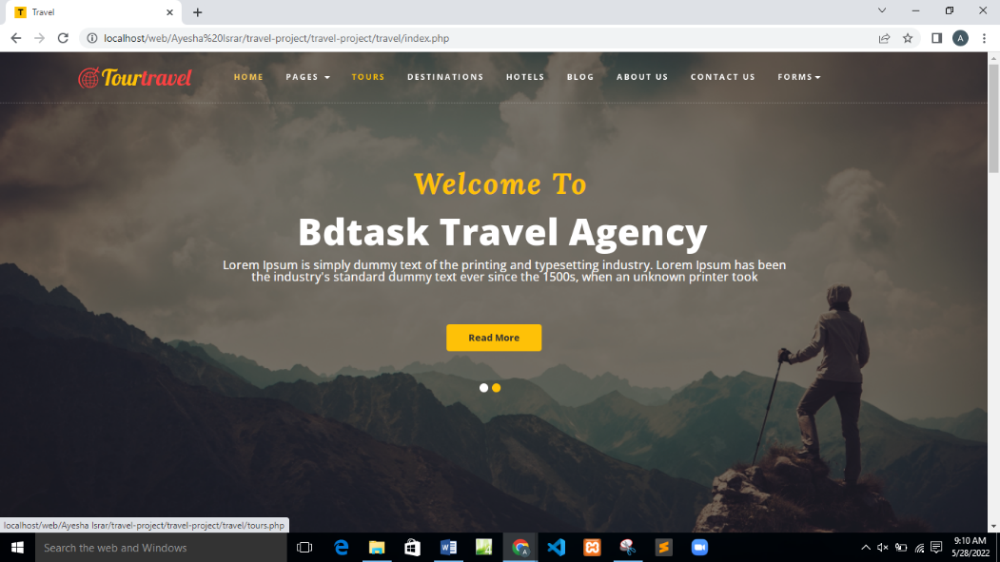 T Travel
localhost/web/Ayesha%20Israr/travel-project/travel-project/travel/index.php
A
Tourtravel
HOME PAGES TOURS DESTINATIONS HOTELS BLOG ABOUT US CONTACT US FORMS
Welcome To
Bdtask Travel Agency
Lorem Ipsum is simply dummy text of the printing and typesetting industry. Lorem Ipsum has been
the industry's standard dummy text ever since the 1500s, when an unknown printer took
Read More
localhost/web/Ayesha Israr/travel-project/travel-project/travel/tours.php
Search the web and Windows
9:10 AM
5/28/2022